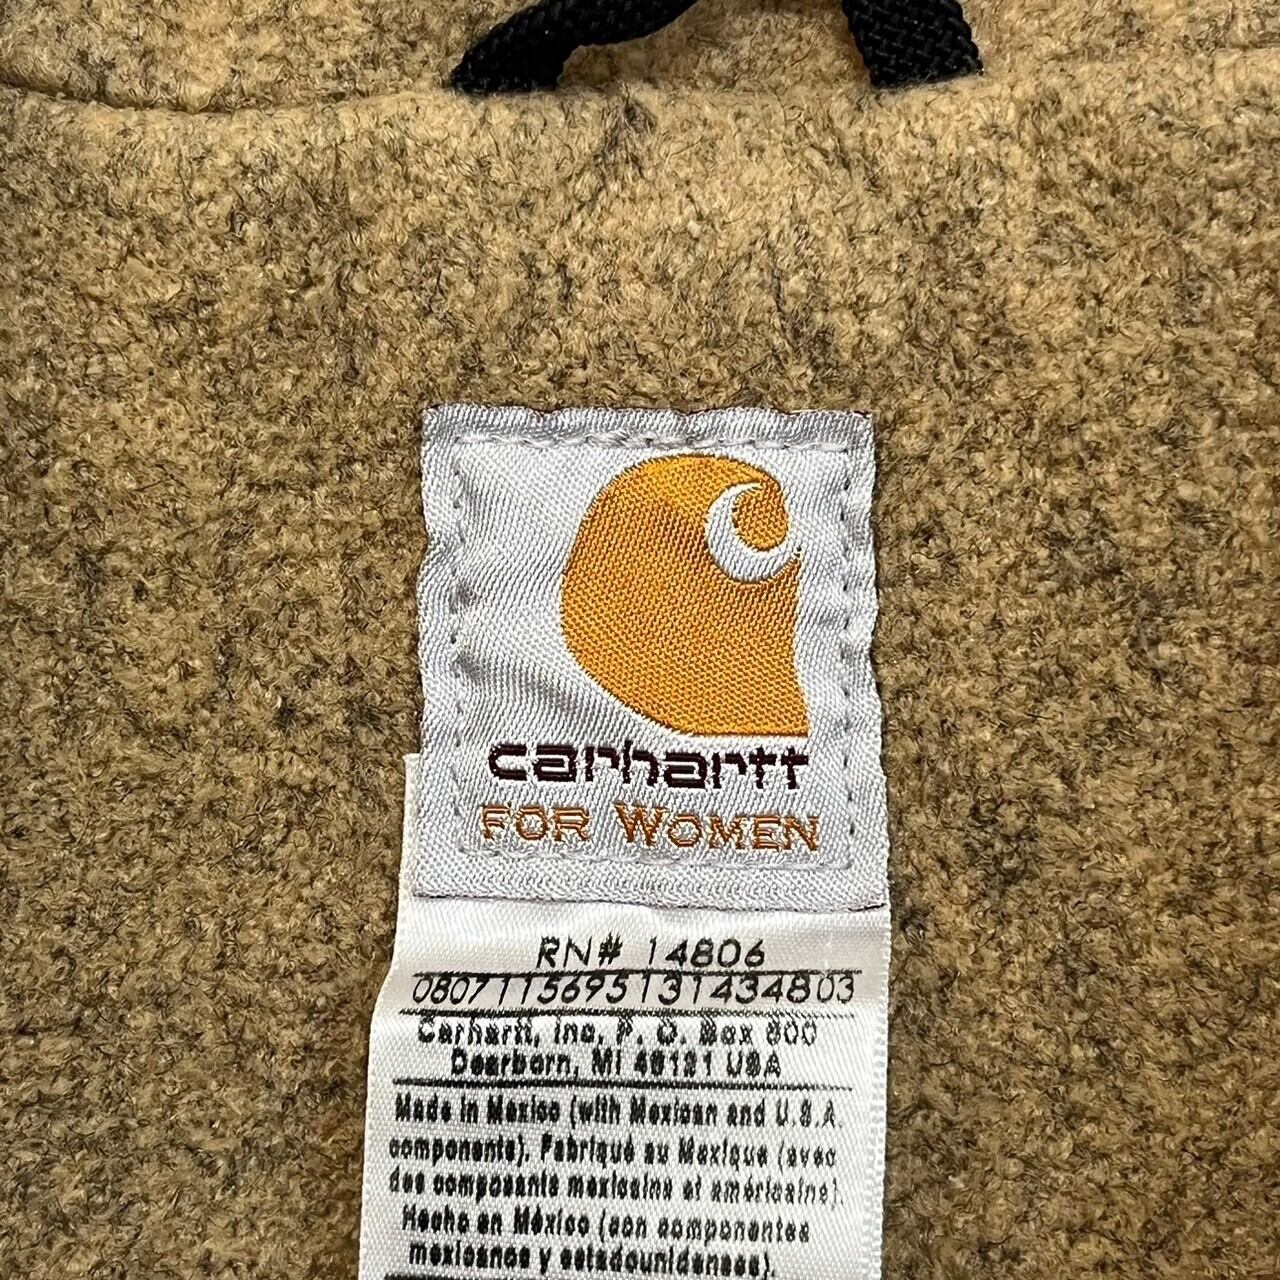 carhartt
FOR WOMEN
RN# 14806
0807115695131434803
Carhartt, Inc. P. O. Box 600
Dearborn, MI 48121 USA
Made in Mexico (with Mexican and U.S.A.
components). Fabriqué au Mexique (avec
des composants mexicains et américains).
Hecho en México (con componentes
mexicanos y estadounidenses).